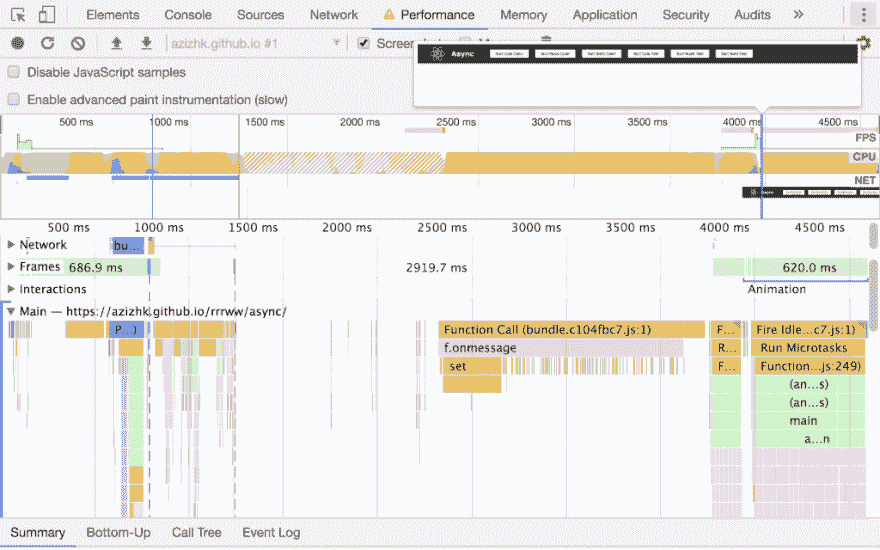 Elements Console Sources Network Performance Memory Application Security Audits »
azizhk.github.io #1 Screen
Async
Disable JavaScript samples
Enable advanced paint instrumentation (slow)
500 ms 1000 ms 1500 ms 2000 ms 2500 ms 3000 ms 3500 ms 4000 ms 4500 ms
FPS
CPU
NET
500 ms 1000 ms 1500 ms 2000 ms 2500 ms 3000 ms 3500 ms 4000 ms 4500 ms
Network bu...
Frames 686.9 ms 2919.7 ms 620.0 ms
Interactions Animation
Main — https://azizhk.github.io/rrrww/async/
P...) Function Call (bundle.c104fbc7.js:1) F... Fire Idle...c7.js:1)
f.onmessage R... Run Microtasks
set F... Function...js:249)
(an...s)
(an...s)
main
a...n
Summary Bottom-Up Call Tree Event Log